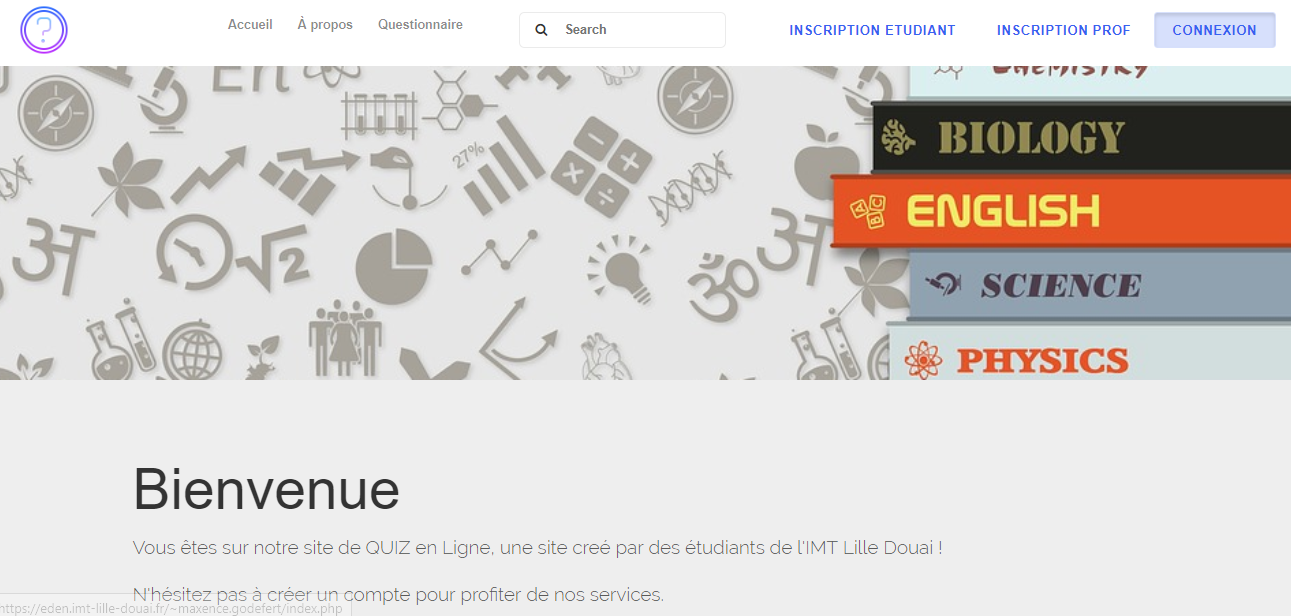 ?
Accueil
À propos
Questionnaire
Search
INSCRIPTION ETUDIANT
INSCRIPTION PROF
CONNEXION
CHEMISTRY
BIOLOGY
ABC
ENGLISH
SCIENCE
PHYSICS
27%
√2
अ
ॐ
अ
Bienvenue
Vous êtes sur notre site de QUIZ en Ligne, une site creé par des étudiants de l'IMT Lille Douai !
N'hésitez pas à créer un compte pour profiter de nos services.
https://eden.imt-lille-douai.fr/~maxence.godefert/index.php